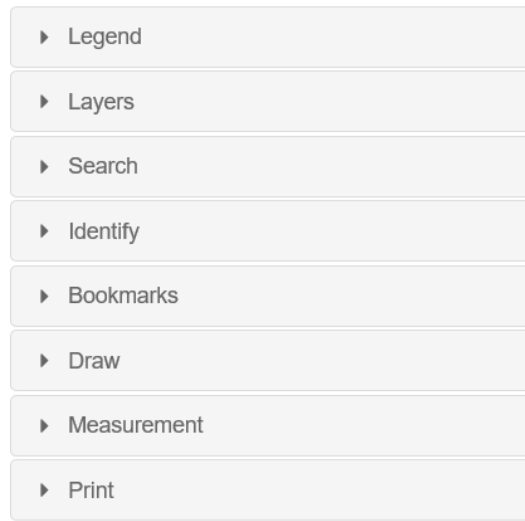 Legend
Layers
Search
Identify
Bookmarks
Draw
Measurement
Print